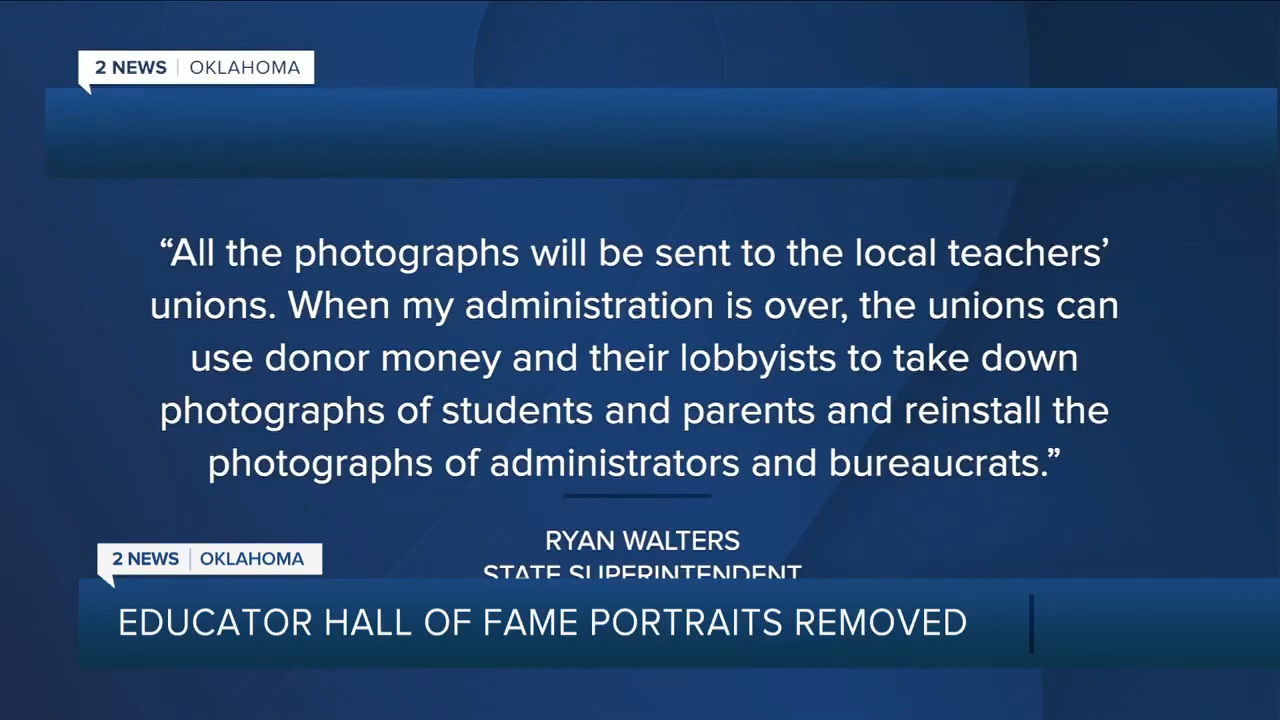 2 NEWS | OKLAHOMA
“All the photographs will be sent to the local teachers’
unions. When my administration is over, the unions can
use donor money and their lobbyists to take down
photographs of students and parents and reinstall the
photographs of administrators and bureaucrats.”
RYAN WALTERS
STATE SUPERINTENDENT
2 NEWS | OKLAHOMA
EDUCATOR HALL OF FAME PORTRAITS REMOVED